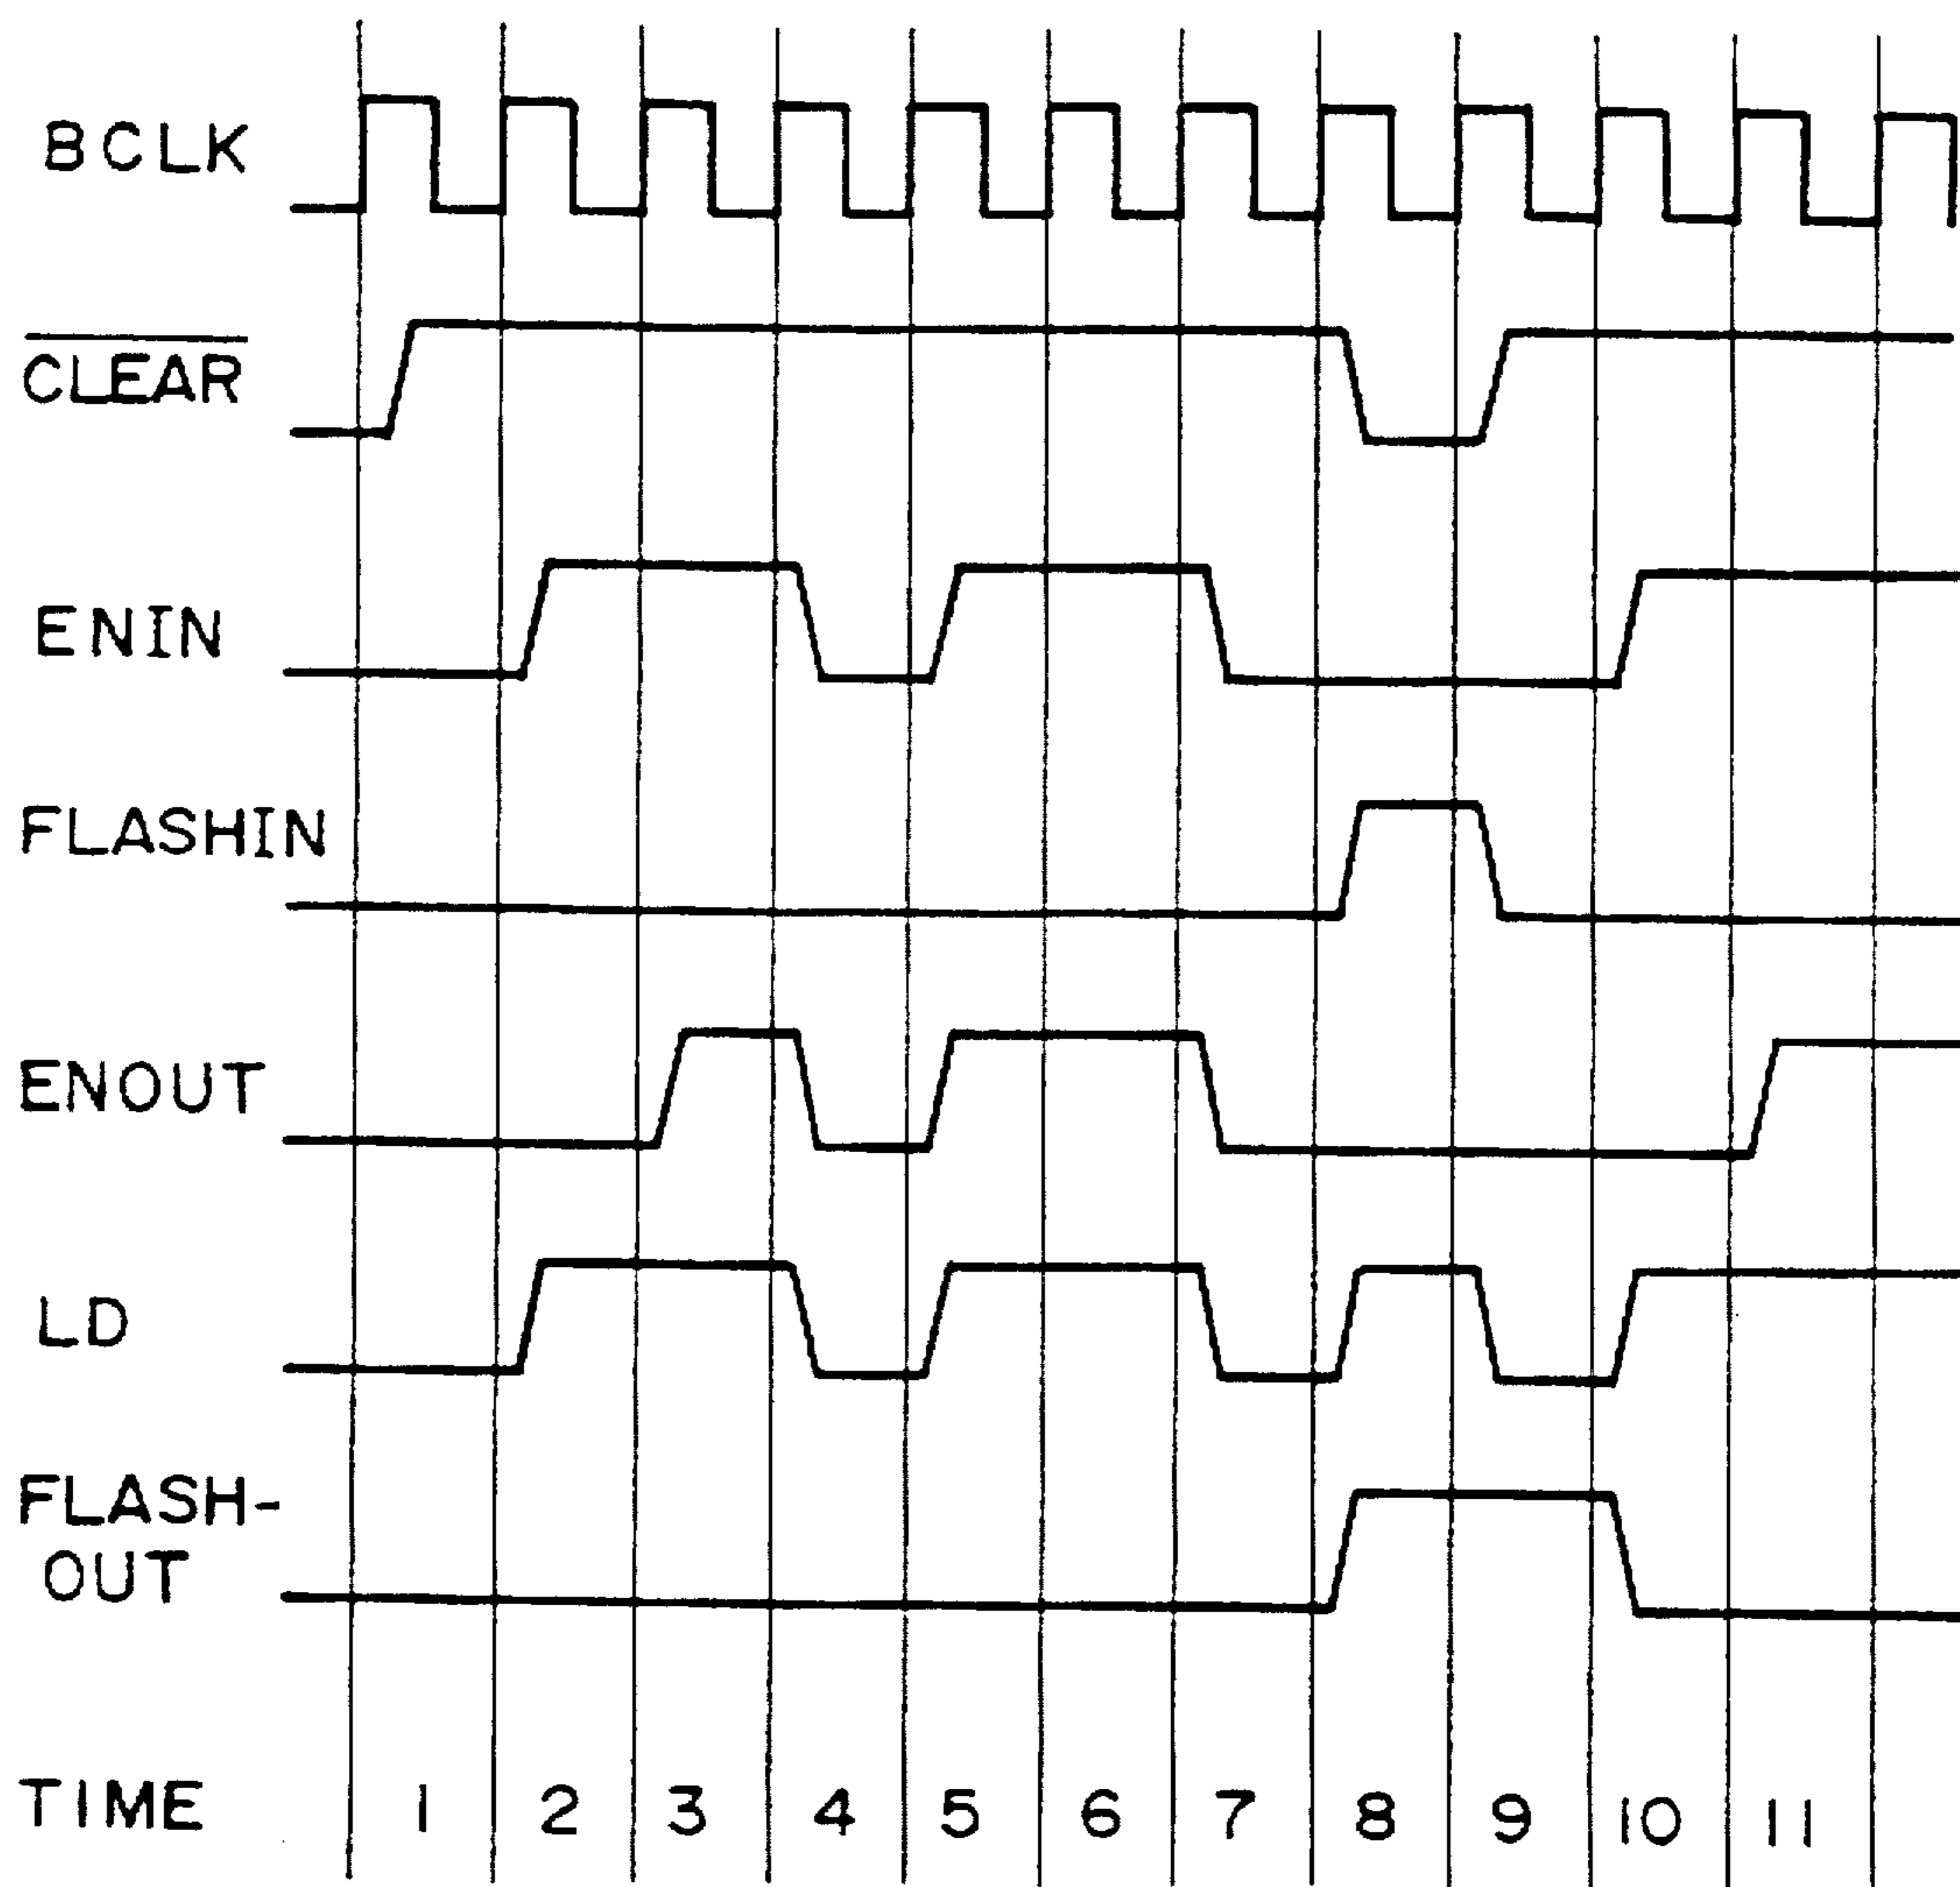 BCLK
CLEAR
ENIN
FLASHIN
ENOUT
LD
FLASH-
OUT
TIME 1 2 3 4 5 6 7 8 9 10 11